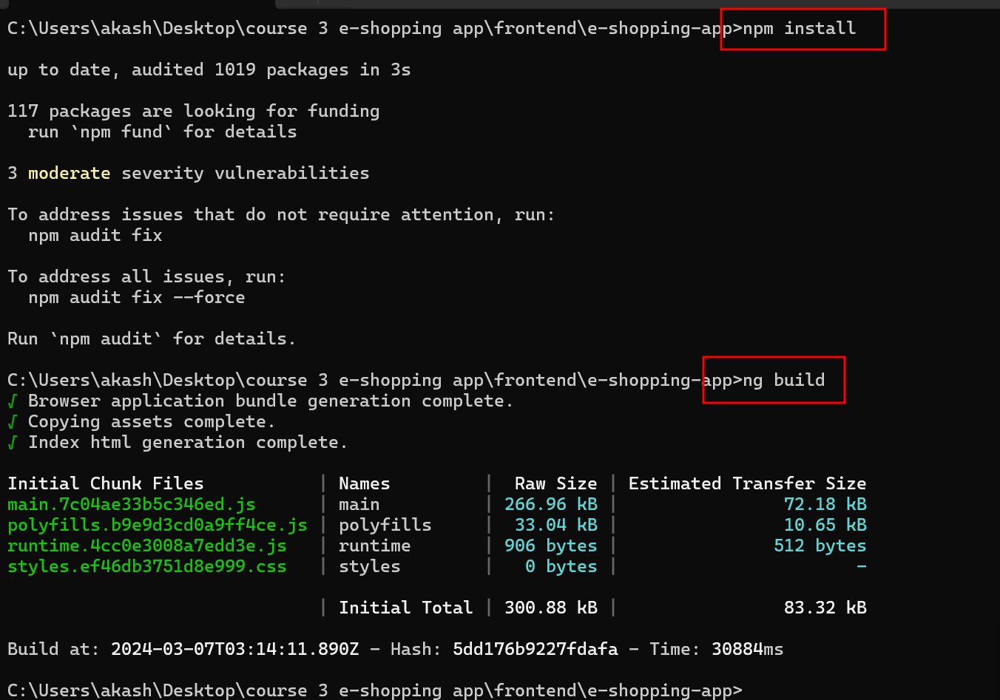 C:\Users\akash\Desktop\course 3 e-shopping app\frontend\e-shopping-app>npm install
up to date, audited 1019 packages in 3s
117 packages are looking for funding
  run `npm fund` for details
3 moderate severity vulnerabilities
To address issues that do not require attention, run:
  npm audit fix
To address all issues, run:
  npm audit fix --force
Run `npm audit` for details.
C:\Users\akash\Desktop\course 3 e-shopping app\frontend\e-shopping-app>ng build
√ Browser application bundle generation complete.
√ Copying assets complete.
√ Index html generation complete.
Initial Chunk Files           | Names         |  Raw Size | Estimated Transfer Size
main.7c04ae33b5c346ed.js      | main          | 266.96 kB |                72.18 kB
polyfills.b9e9d3cd0a9ff4ce.js | polyfills     |  33.04 kB |                10.65 kB
runtime.4cc0e3008a7edd3e.js   | runtime       | 906 bytes |               512 bytes
styles.ef46db3751d8e999.css   | styles        |   0 bytes |                       -
                              | Initial Total | 300.88 kB |                83.32 kB
Build at: 2024-03-07T03:14:11.890Z - Hash: 5dd176b9227fdafa - Time: 30884ms
C:\Users\akash\Desktop\course 3 e-shopping app\frontend\e-shopping-app>